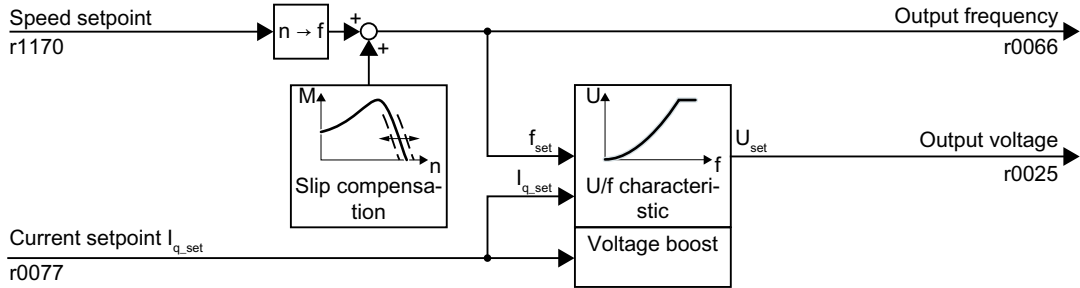 Speed setpoint
r1170
n → f
+
+
Output frequency
r0066
M
n
Slip compensa-
tion
f set
I q_set
U
f
U/f characteri-
stic
Voltage boost
U set
Output voltage
r0025
Current setpoint I q_set
r0077